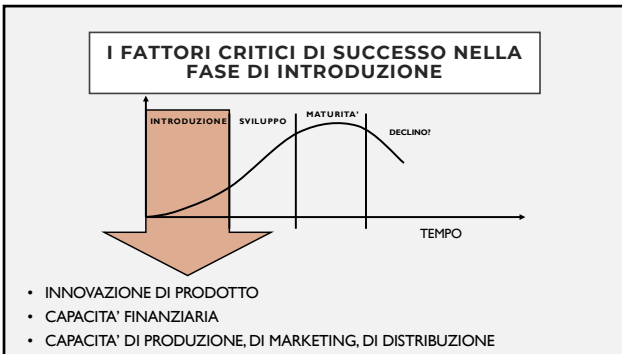 I FATTORI CRITICI DI SUCCESSO NELLA
FASE DI INTRODUZIONE
INTRODUZIONE SVILUPPO MATURITA' DECLINO?
TEMPO
• INNOVAZIONE DI PRODOTTO
• CAPACITA' FINANZIARIA
• CAPACITA' DI PRODUZIONE, DI MARKETING, DI DISTRIBUZIONE